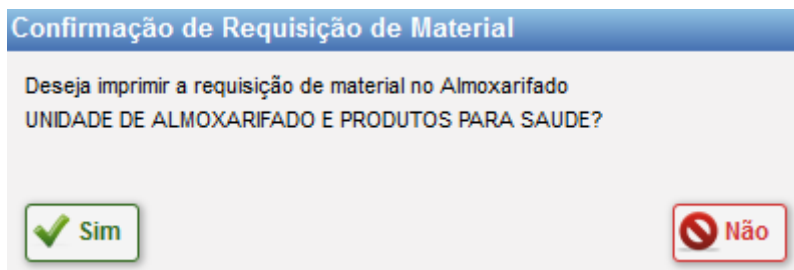 Confirmação de Requisição de Material
Deseja imprimir a requisição de material no Almoxarifado
UNIDADE DE ALMOXARIFADO E PRODUTOS PARA SAUDE?
Sim
Não